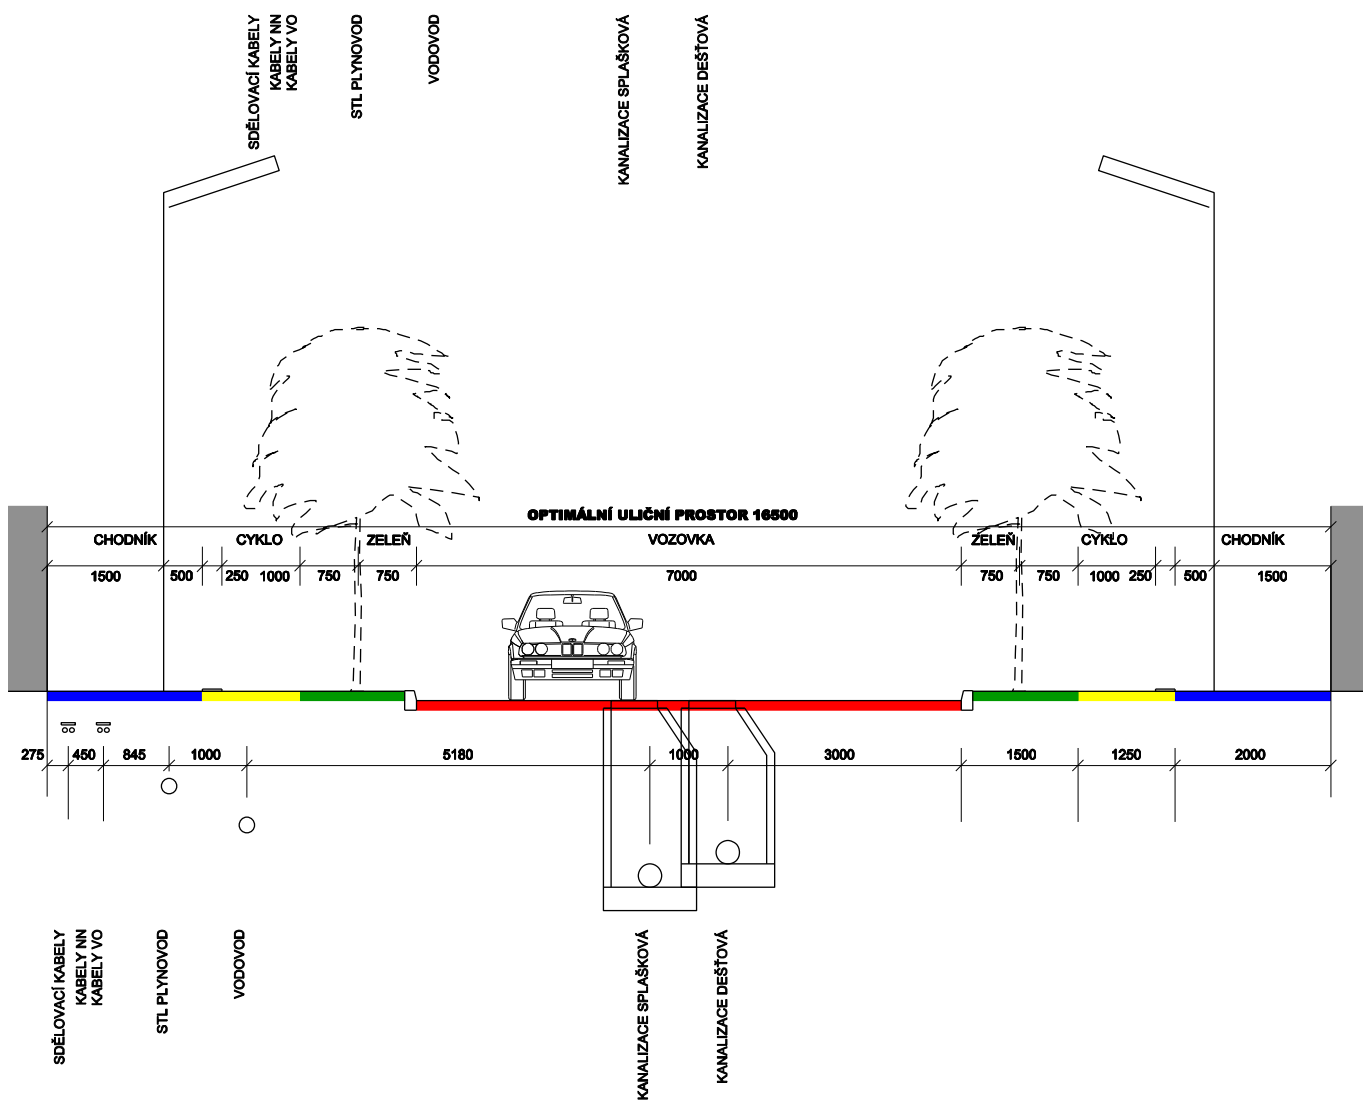 SDĚLOVACÍ KABELY
KABELY NN
KABELY VO
STL PLYNOVOD
VODOVOD
KANALIZACE SPLAŠKOVÁ
KANALIZACE DEŠŤOVÁ
OPTIMÁLNÍ ULIČNÍ PROSTOR 16500
CHODNÍK CYKLO ZELEŇ VOZOVKA ZELEŇ CYKLO CHODNÍK
1500 500 250 1000 750 750 7000 750 750 1000 250 500 1500
275 450 845 1000 5180 1000 3000 1500 1250 2000
SDĚLOVACÍ KABELY
KABELY NN
KABELY VO
STL PLYNOVOD
VODOVOD
KANALIZACE SPLAŠKOVÁ
KANALIZACE DEŠŤOVÁ